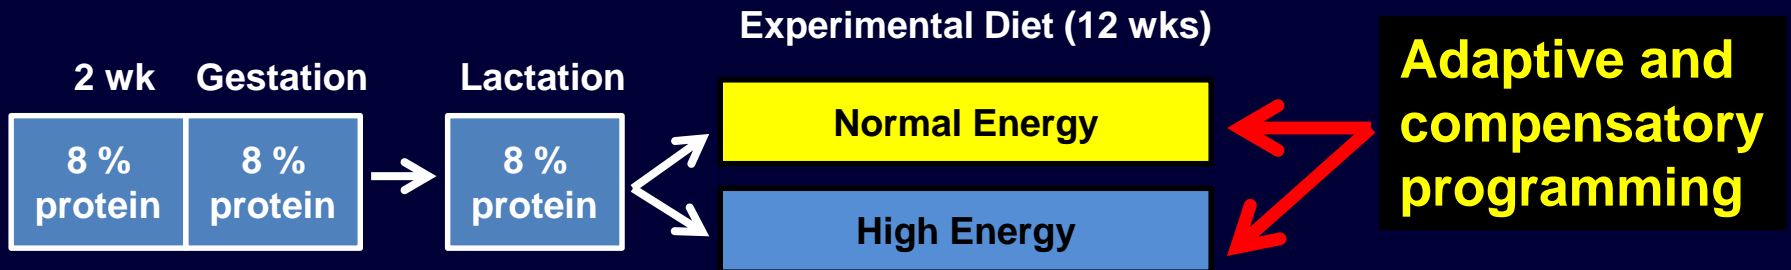 Experimental Diet (12 wks)
2 wk
Gestation
Lactation
8 %
protein
8 %
protein
8 %
protein
Normal Energy
High Energy
Adaptive and
compensatory
programming